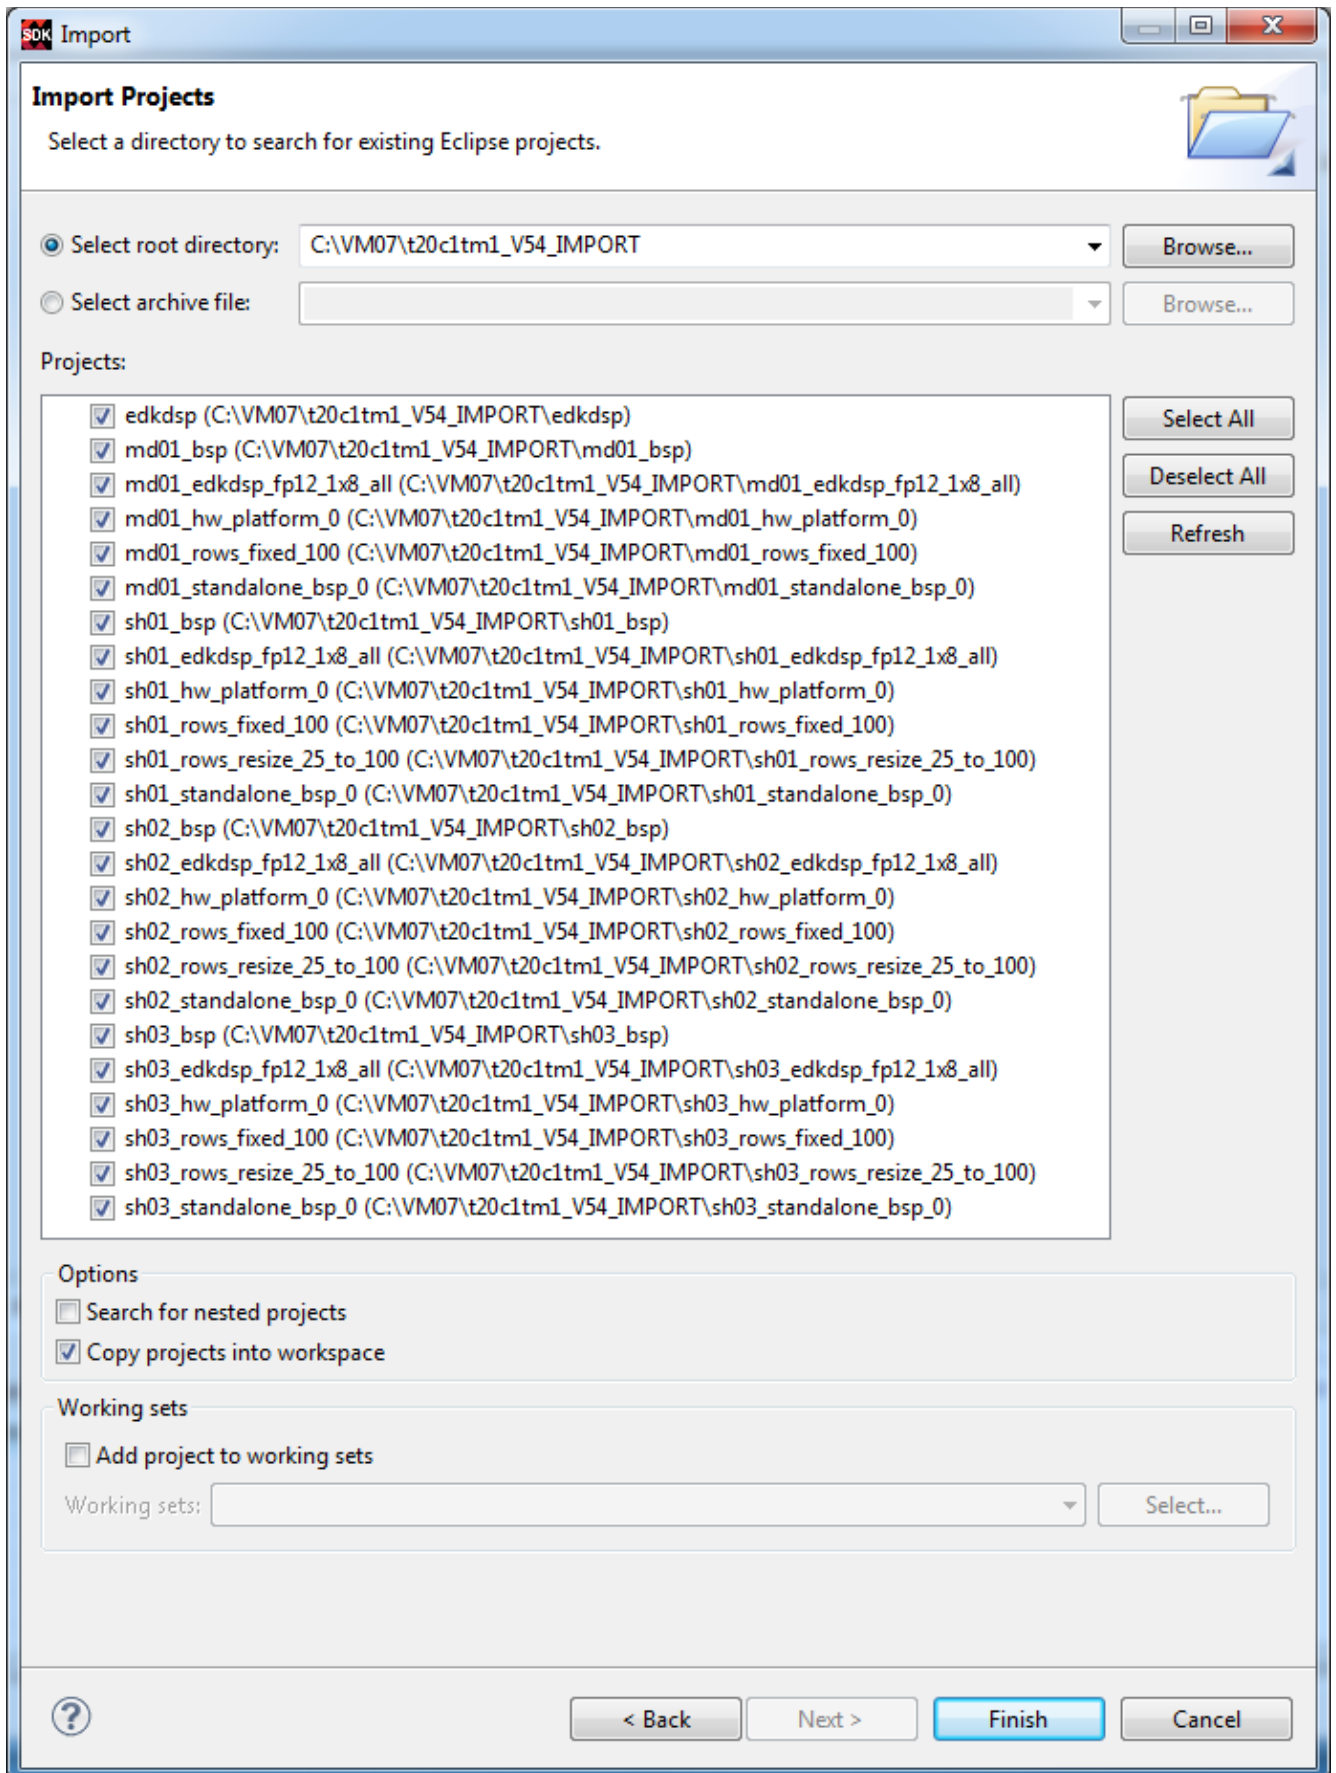 SDK Import
Import Projects
Select a directory to search for existing Eclipse projects.
Select root directory: C:\VM07\t20c1tm1_V54_IMPORT Browse...
Select archive file: Browse...
Projects:
edkdsp (C:\VM07\t20c1tm1_V54_IMPORT\edkdsp)
md01_bsp (C:\VM07\t20c1tm1_V54_IMPORT\md01_bsp)
md01_edkdsp_fp12_1x8_all (C:\VM07\t20c1tm1_V54_IMPORT\md01_edkdsp_fp12_1x8_all)
md01_hw_platform_0 (C:\VM07\t20c1tm1_V54_IMPORT\md01_hw_platform_0)
md01_rows_fixed_100 (C:\VM07\t20c1tm1_V54_IMPORT\md01_rows_fixed_100)
md01_standalone_bsp_0 (C:\VM07\t20c1tm1_V54_IMPORT\md01_standalone_bsp_0)
sh01_bsp (C:\VM07\t20c1tm1_V54_IMPORT\sh01_bsp)
sh01_edkdsp_fp12_1x8_all (C:\VM07\t20c1tm1_V54_IMPORT\sh01_edkdsp_fp12_1x8_all)
sh01_hw_platform_0 (C:\VM07\t20c1tm1_V54_IMPORT\sh01_hw_platform_0)
sh01_rows_fixed_100 (C:\VM07\t20c1tm1_V54_IMPORT\sh01_rows_fixed_100)
sh01_rows_resize_25_to_100 (C:\VM07\t20c1tm1_V54_IMPORT\sh01_rows_resize_25_to_100)
sh01_standalone_bsp_0 (C:\VM07\t20c1tm1_V54_IMPORT\sh01_standalone_bsp_0)
sh02_bsp (C:\VM07\t20c1tm1_V54_IMPORT\sh02_bsp)
sh02_edkdsp_fp12_1x8_all (C:\VM07\t20c1tm1_V54_IMPORT\sh02_edkdsp_fp12_1x8_all)
sh02_hw_platform_0 (C:\VM07\t20c1tm1_V54_IMPORT\sh02_hw_platform_0)
sh02_rows_fixed_100 (C:\VM07\t20c1tm1_V54_IMPORT\sh02_rows_fixed_100)
sh02_rows_resize_25_to_100 (C:\VM07\t20c1tm1_V54_IMPORT\sh02_rows_resize_25_to_100)
sh02_standalone_bsp_0 (C:\VM07\t20c1tm1_V54_IMPORT\sh02_standalone_bsp_0)
sh03_bsp (C:\VM07\t20c1tm1_V54_IMPORT\sh03_bsp)
sh03_edkdsp_fp12_1x8_all (C:\VM07\t20c1tm1_V54_IMPORT\sh03_edkdsp_fp12_1x8_all)
sh03_hw_platform_0 (C:\VM07\t20c1tm1_V54_IMPORT\sh03_hw_platform_0)
sh03_rows_fixed_100 (C:\VM07\t20c1tm1_V54_IMPORT\sh03_rows_fixed_100)
sh03_rows_resize_25_to_100 (C:\VM07\t20c1tm1_V54_IMPORT\sh03_rows_resize_25_to_100)
sh03_standalone_bsp_0 (C:\VM07\t20c1tm1_V54_IMPORT\sh03_standalone_bsp_0)
Select All
Deselect All
Refresh
Options
Search for nested projects
Copy projects into workspace
Working sets
Add project to working sets
Working sets: Select...
? < Back Next > Finish Cancel